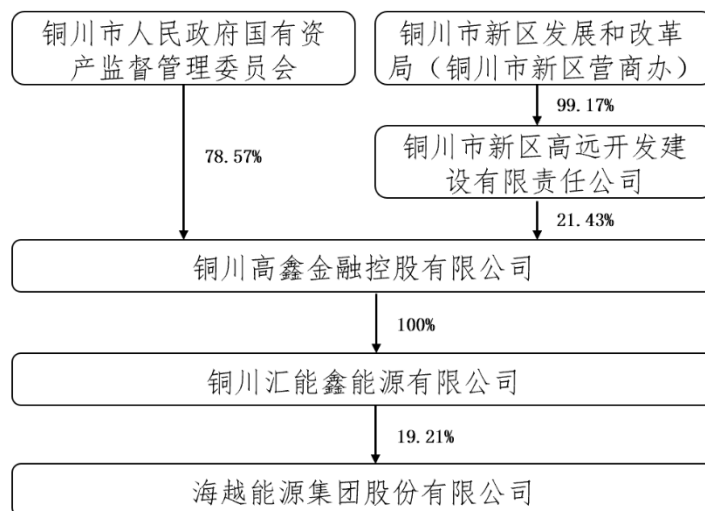 铜川市人民政府国有资
产监督管理委员会
铜川市新区发展和改革
局（铜川市新区营商办）
99.17%
78.57%
铜川市新区高远开发建
设有限责任公司
21.43%
铜川高鑫金融控股有限公司
100%
铜川汇能鑫能源有限公司
19.21%
海越能源集团股份有限公司